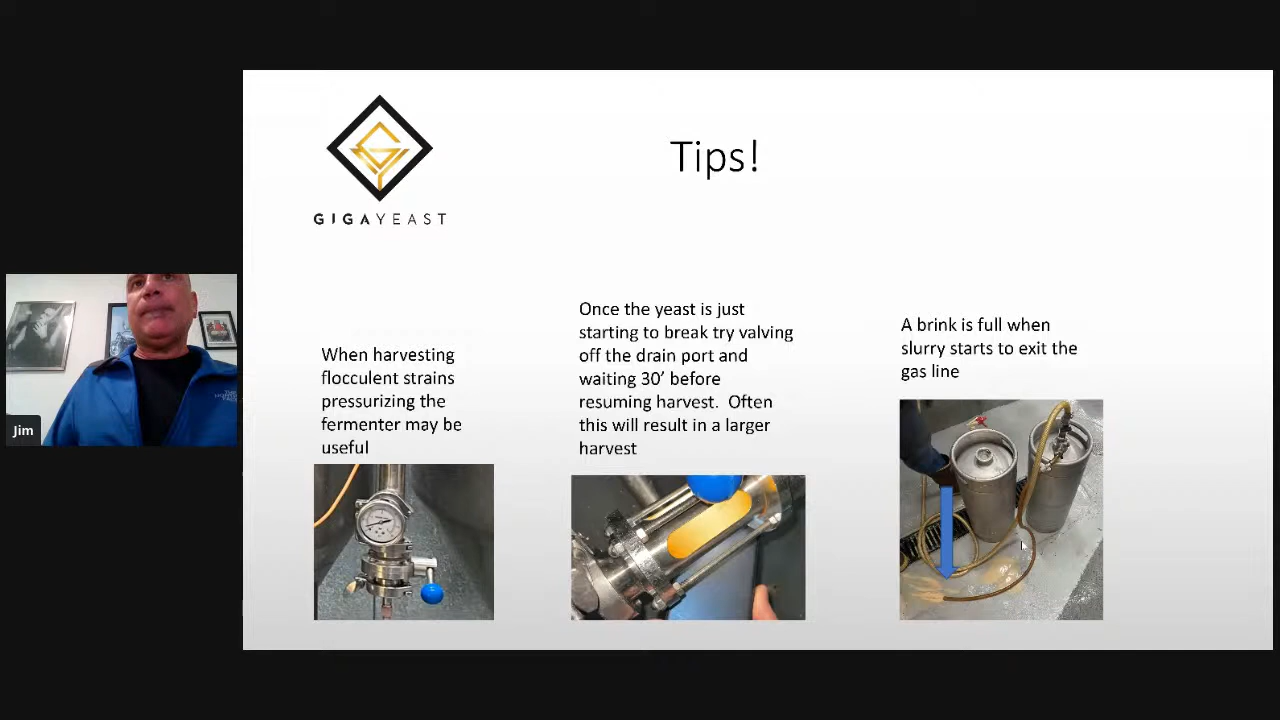 GIGAYEAST
Tips!
When harvesting
flocculent strains
pressurizing the
fermenter may be
useful
Once the yeast is just
starting to break try valving
off the drain port and
waiting 30’ before
resuming harvest.  Often
this will result in a larger
harvest
A brink is full when
slurry starts to exit the
gas line
Jim